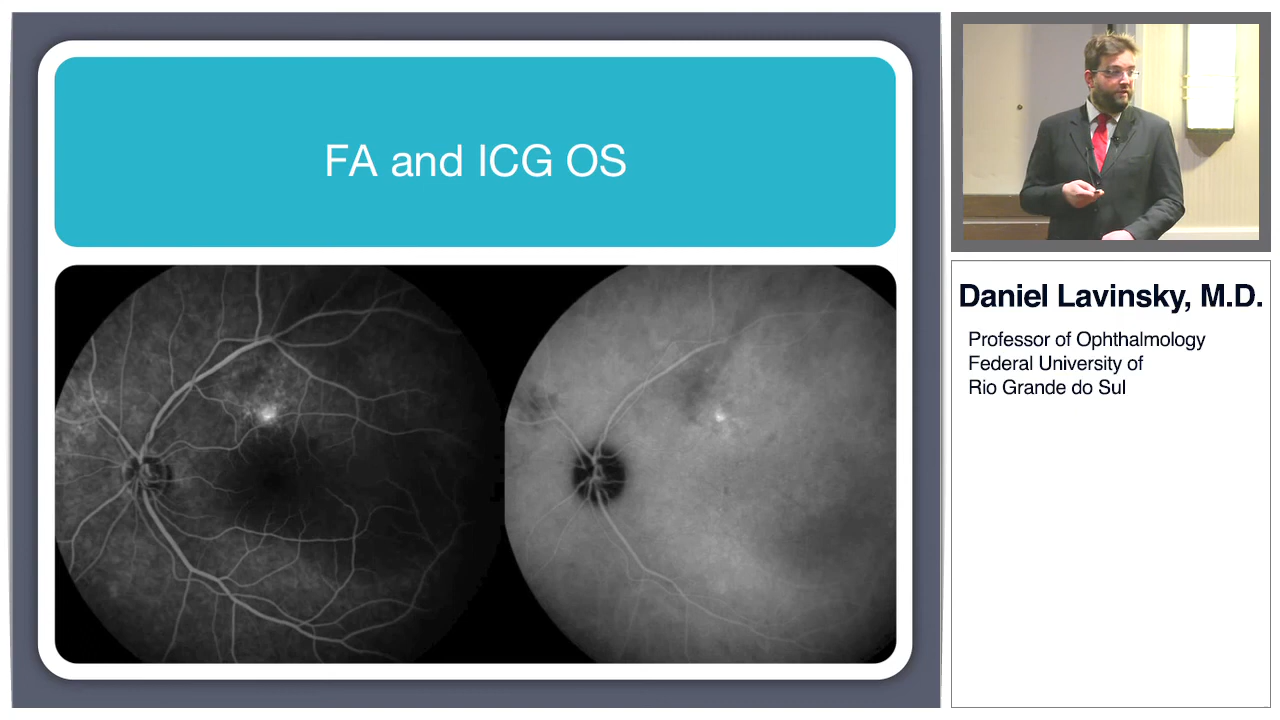 FA and ICG OS
Daniel Lavinsky, M.D.
Professor of Ophthalmology
Federal University of
Rio Grande do Sul